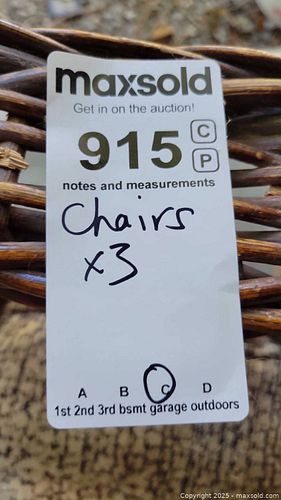 maxsold
Get in on the auction!
915 C
P
notes and measurements
Chairs
x3
A B C D
1st 2nd 3rd bsmt garage outdoors
Copyright 2025 - maxsold.com